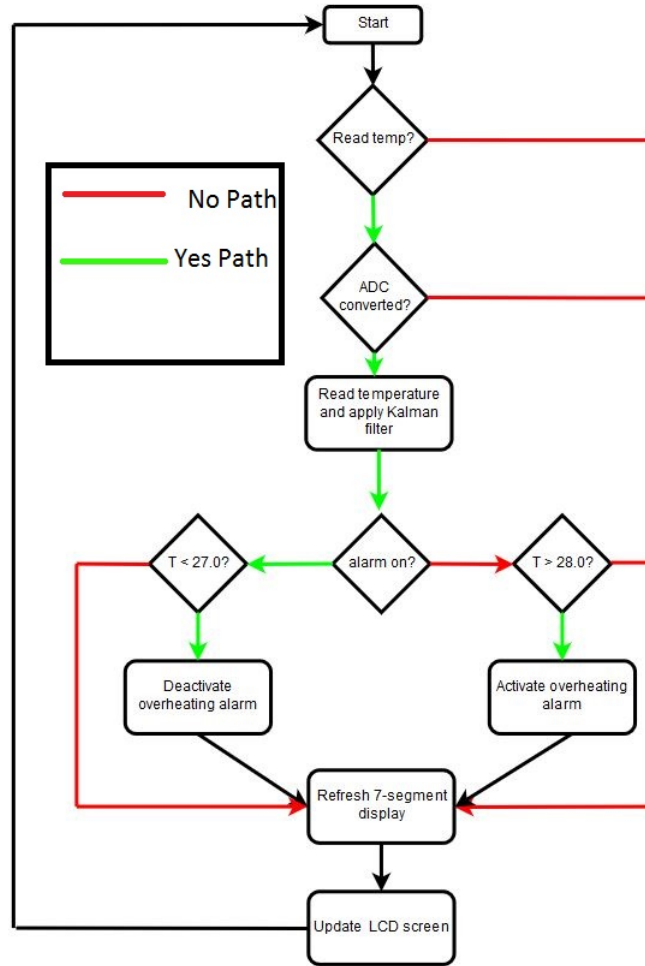 Start
Read temp?
No Path
Yes Path
ADC
converted?
Read temperature
and apply Kalman
filter
T < 27.0?
alarm on?
T > 28.0?
Deactivate
overheating alarm
Activate overheating
alarm
Refresh 7-segment
display
Update LCD screen